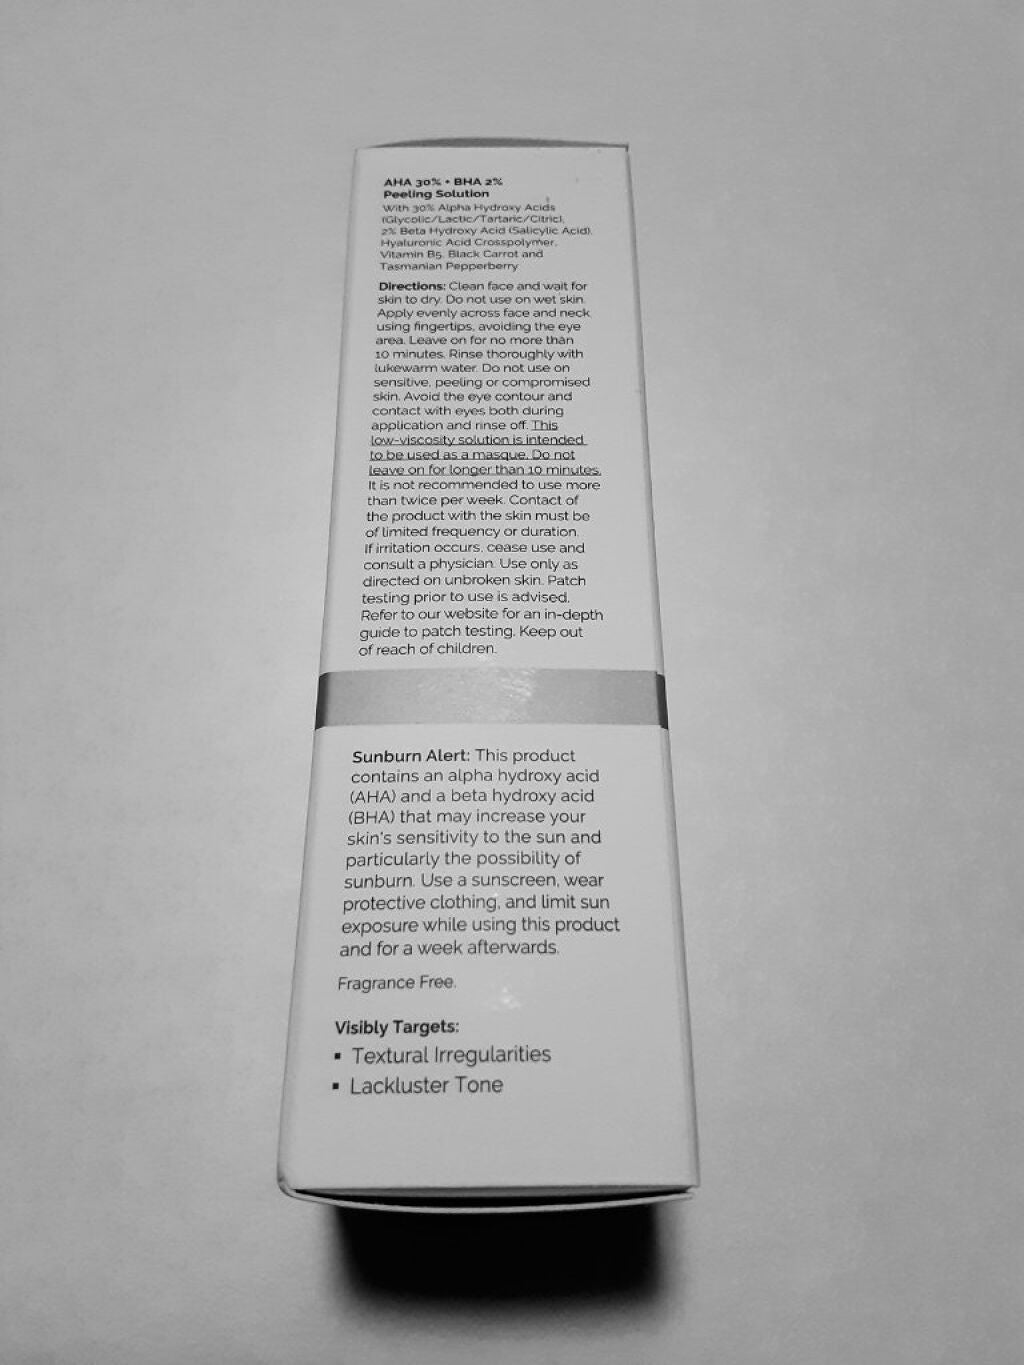 AHA 30% + BHA 2%
Peeling Solution
With 30% Alpha Hydroxy Acids
(Glycolic/Lactic/Tartaric/Citric),
2% Beta Hydroxy Acid (Salicylic Acid),
Hyaluronic Acid Crosspolymer,
Vitamin B5, Black Carrot and
Tasmanian Pepperberry
Directions: Clean face and wait for
skin to dry. Do not use on wet skin.
Apply evenly across face and neck
using fingertips, avoiding the eye
area. Leave on for no more than
10 minutes. Rinse thoroughly with
lukewarm water. Do not use on
sensitive, peeling or compromised
skin. Avoid the eye contour and
contact with eyes both during
application and rinse off. This
low-viscosity solution is intended
to be used as a masque. Do not
leave on for longer than 10 minutes.
It is not recommended to use more
than twice per week. Contact of
the product with the skin must be
of limited frequency or duration.
If irritation occurs, cease use and
consult a physician. Use only as
directed on unbroken skin. Patch
testing prior to use is advised.
Refer to our website for an in-depth
guide to patch testing. Keep out
of reach of children.
Sunburn Alert: This product
contains an alpha hydroxy acid
(AHA) and a beta hydroxy acid
(BHA) that may increase your
skin's sensitivity to the sun and
particularly the possibility of
sunburn. Use a sunscreen, wear
protective clothing, and limit sun
exposure while using this product
and for a week afterwards.
Fragrance Free.
Visibly Targets:
▪ Textural Irregularities
▪ Lackluster Tone